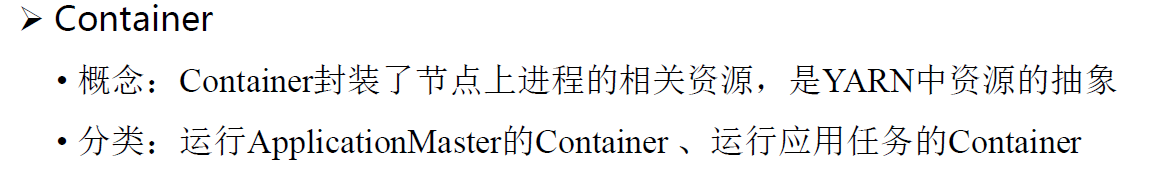 ➢ Container
• 概念：Container封装了节点上进程的相关资源，是YARN中资源的抽象
• 分类：运行ApplicationMaster的Container 、运行应用任务的Container